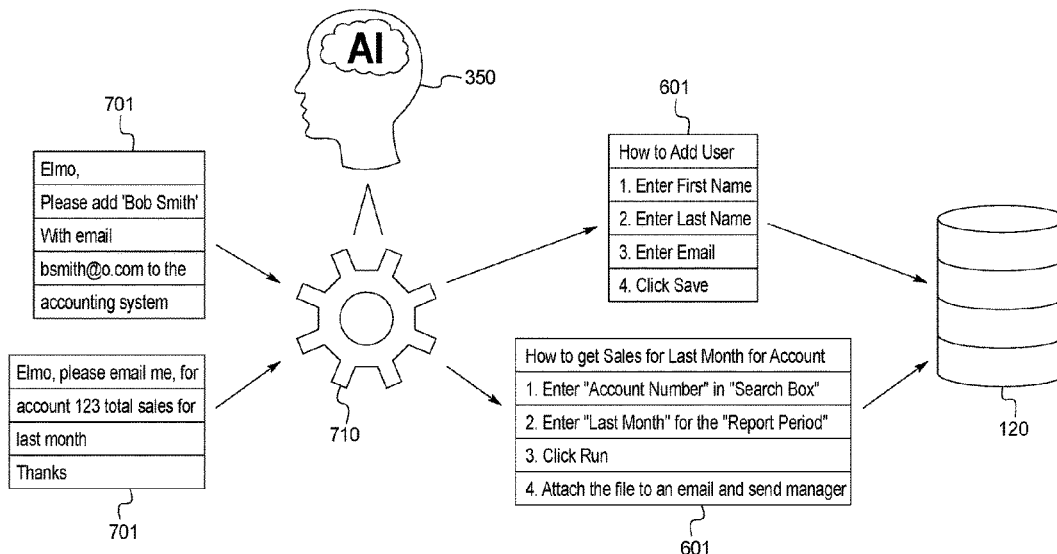 AI
350
701
Elmo,
Please add 'Bob Smith'
With email
bsmith@o.com to the
accounting system
601
How to Add User
1. Enter First Name
2. Enter Last Name
3. Enter Email
4. Click Save
Elmo, please email me, for
account 123 total sales for
last month
Thanks
701
710
How to get Sales for Last Month for Account
1. Enter "Account Number" in "Search Box"
2. Enter "Last Month" for the "Report Period"
3. Click Run
4. Attach the file to an email and send manager
601
120